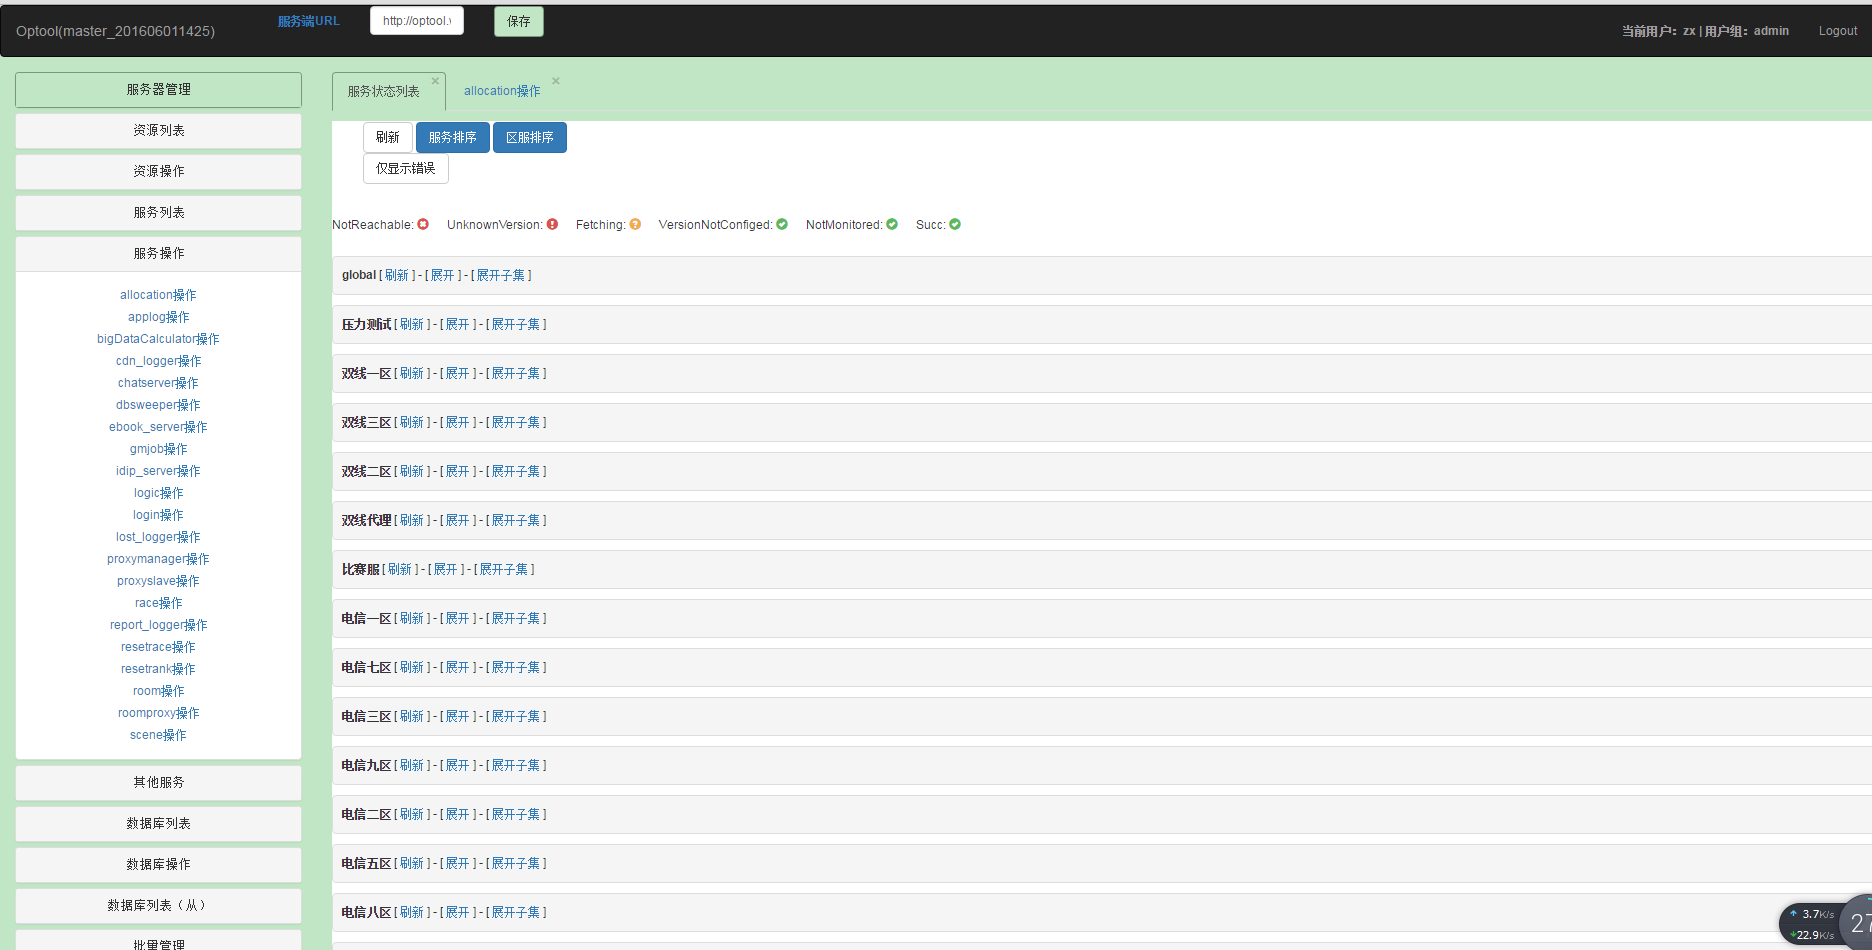 Optool(master_201606011425)
服务端URL
http://optool.
保存
当前用户：zx | 用户组：admin
Logout
服务器管理
资源列表
资源操作
服务列表
服务操作
allocation操作
applog操作
bigDataCalculator操作
cdn_logger操作
chatserver操作
dbsweeper操作
ebook_server操作
gmjob操作
idip_server操作
logic操作
login操作
lost_logger操作
proxymanager操作
proxyslave操作
race操作
report_logger操作
resetrace操作
resetrank操作
room操作
roomproxy操作
scene操作
其他服务
数据库列表
数据库操作
数据库列表（从）
批量管理
服务状态列表
allocation操作
刷新
服务排序
区服排序
仅显示错误
NotReachable: UnknownVersion: Fetching: VersionNotConfiged: NotMonitored: Succ:
global [ 刷新 ] - [ 展开 ] - [ 展开子集 ]
压力测试 [ 刷新 ] - [ 展开 ] - [ 展开子集 ]
双线一区 [ 刷新 ] - [ 展开 ] - [ 展开子集 ]
双线三区 [ 刷新 ] - [ 展开 ] - [ 展开子集 ]
双线二区 [ 刷新 ] - [ 展开 ] - [ 展开子集 ]
双线代理 [ 刷新 ] - [ 展开 ] - [ 展开子集 ]
比赛服 [ 刷新 ] - [ 展开 ] - [ 展开子集 ]
电信一区 [ 刷新 ] - [ 展开 ] - [ 展开子集 ]
电信七区 [ 刷新 ] - [ 展开 ] - [ 展开子集 ]
电信三区 [ 刷新 ] - [ 展开 ] - [ 展开子集 ]
电信九区 [ 刷新 ] - [ 展开 ] - [ 展开子集 ]
电信二区 [ 刷新 ] - [ 展开 ] - [ 展开子集 ]
电信五区 [ 刷新 ] - [ 展开 ] - [ 展开子集 ]
电信八区 [ 刷新 ] - [ 展开 ] - [ 展开子集 ]
3.7K/s
22.9K/s
27